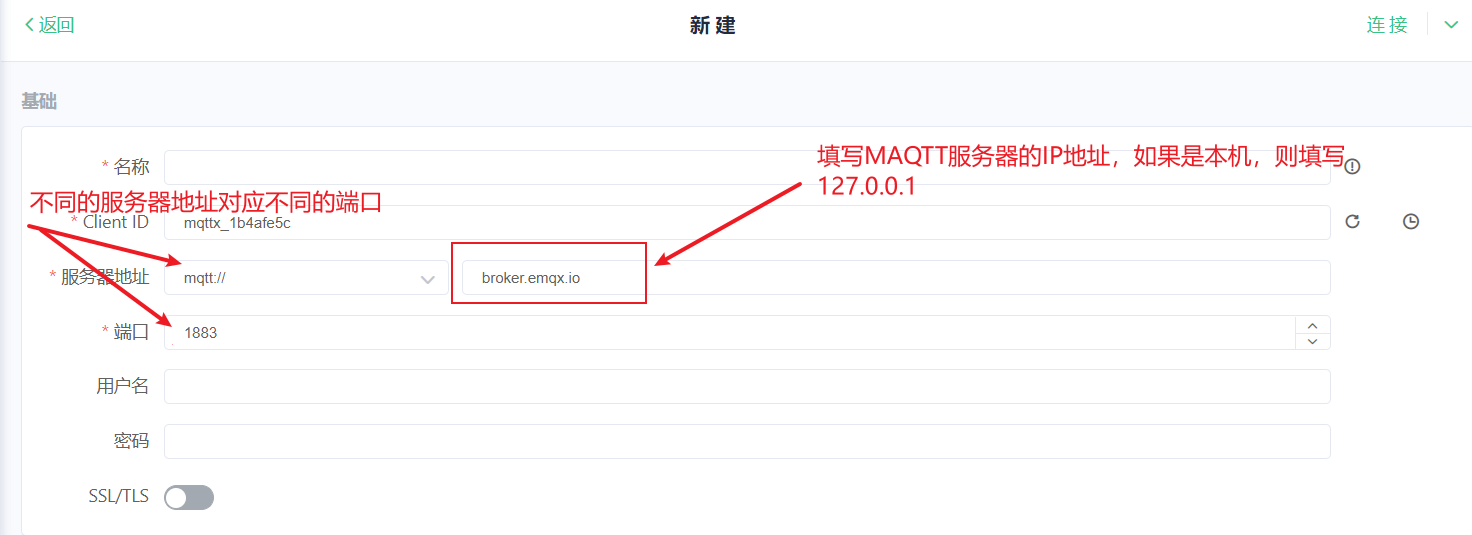 返回
新 建
连 接
基础
* 名称
填写MAQTT服务器的IP地址，如果是本机，则填写
127.0.0.1
不同的服务器地址对应不同的端口
* Client ID
mqttx_1b4afe5c
* 服务器地址
mqtt://
broker.emqx.io
* 端口
1883
用户名
密码
SSL/TLS